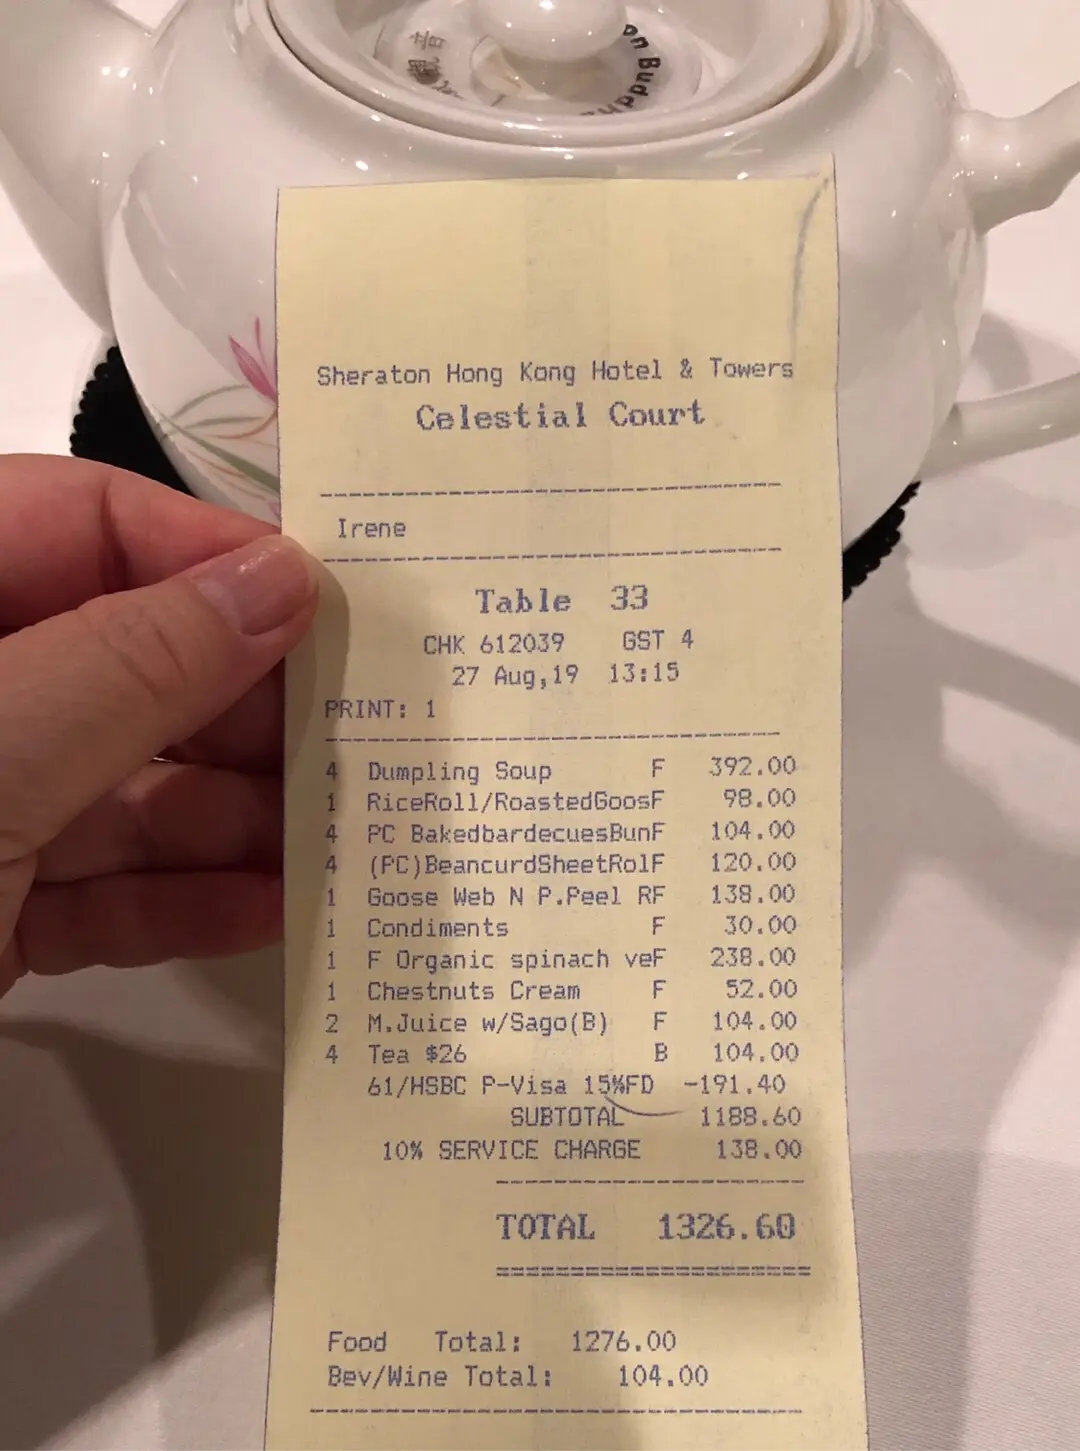 觀音
on Buddha
Sheraton Hong Kong Hotel & Towers
Celestial Court
Irene
Table 33
CHK 612039 GST 4
27 Aug,19 13:15
PRINT: 1
4 Dumpling Soup F 392.00
1 RiceRoll/RoastedGoosF 98.00
4 PC BakedbardecuesBunF 104.00
4 (PC)BeancurdSheetRolF 120.00
1 Goose Web N P.Peel RF 138.00
1 Condiments F 30.00
1 F Organic spinach veF 238.00
1 Chestnuts Cream F 52.00
2 M.Juice w/Sago(B) F 104.00
4 Tea $26 B 104.00
61/HSBC P-Visa 15%FD -191.40
SUBTOTAL 1188.60
10% SERVICE CHARGE 138.00
TOTAL 1326.60
Food Total: 1276.00
Bev/Wine Total: 104.00